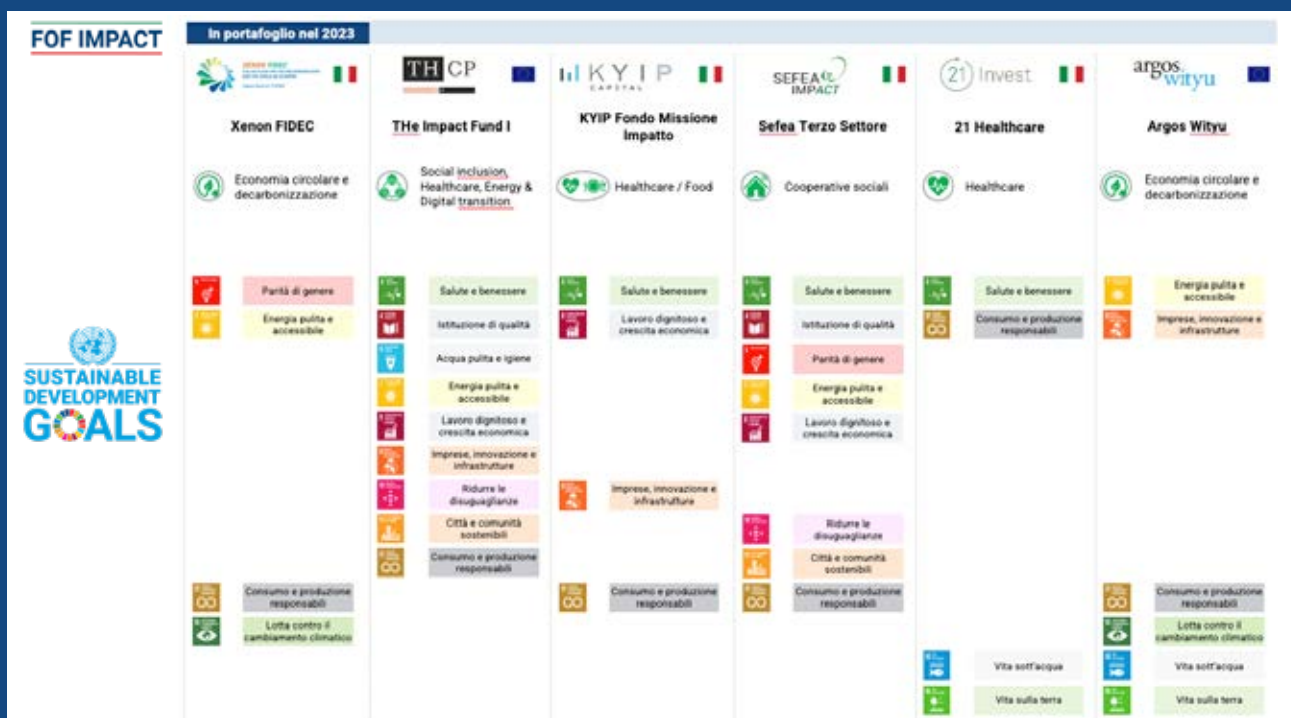 FOF IMPACT
In portafoglio nel 2023
TH CP
KYIP
CAPITAL
SEFEA
IMPACT
21 Invest
argos
wityu
Xenon FIDEC
THe Impact Fund I
KYIP Fondo Missione
Impatto
Sefea Terzo Settore
21 Healthcare
Argos Wityu
Economia circolare e
decarbonizzazione
Social inclusion,
Healthcare, Energy &
Digital transition
Healthcare / Food
Cooperative sociali
Healthcare
Economia circolare e
decarbonizzazione
SUSTAINABLE
DEVELOPMENT
GOALS
Parità di genere
Energia pulita e
accessibile
Consumo e produzione
responsabili
Lotta contro il
cambiamento climatico
Salute e benessere
Istituzione di qualità
Acqua pulita e igiene
Energia pulita e
accessibile
Lavoro dignitoso e
crescita economica
Imprese, innovazione e
infrastrutture
Ridurre le
disuguaglianze
Città e comunità
sostenibili
Consumo e produzione
responsabili
Salute e benessere
Lavoro dignitoso e
crescita economica
Imprese, innovazione e
infrastrutture
Consumo e produzione
responsabili
Salute e benessere
Istituzione di qualità
Parità di genere
Energia pulita e
accessibile
Lavoro dignitoso e
crescita economica
Ridurre le
disuguaglianze
Città e comunità
sostenibili
Consumo e produzione
responsabili
Salute e benessere
Consumo e produzione
responsabili
Vita sott'acqua
Vita sulla terra
Energia pulita e
accessibile
Imprese, innovazione e
infrastrutture
Consumo e produzione
responsabili
Lotta contro il
cambiamento climatico
Vita sott'acqua
Vita sulla terra